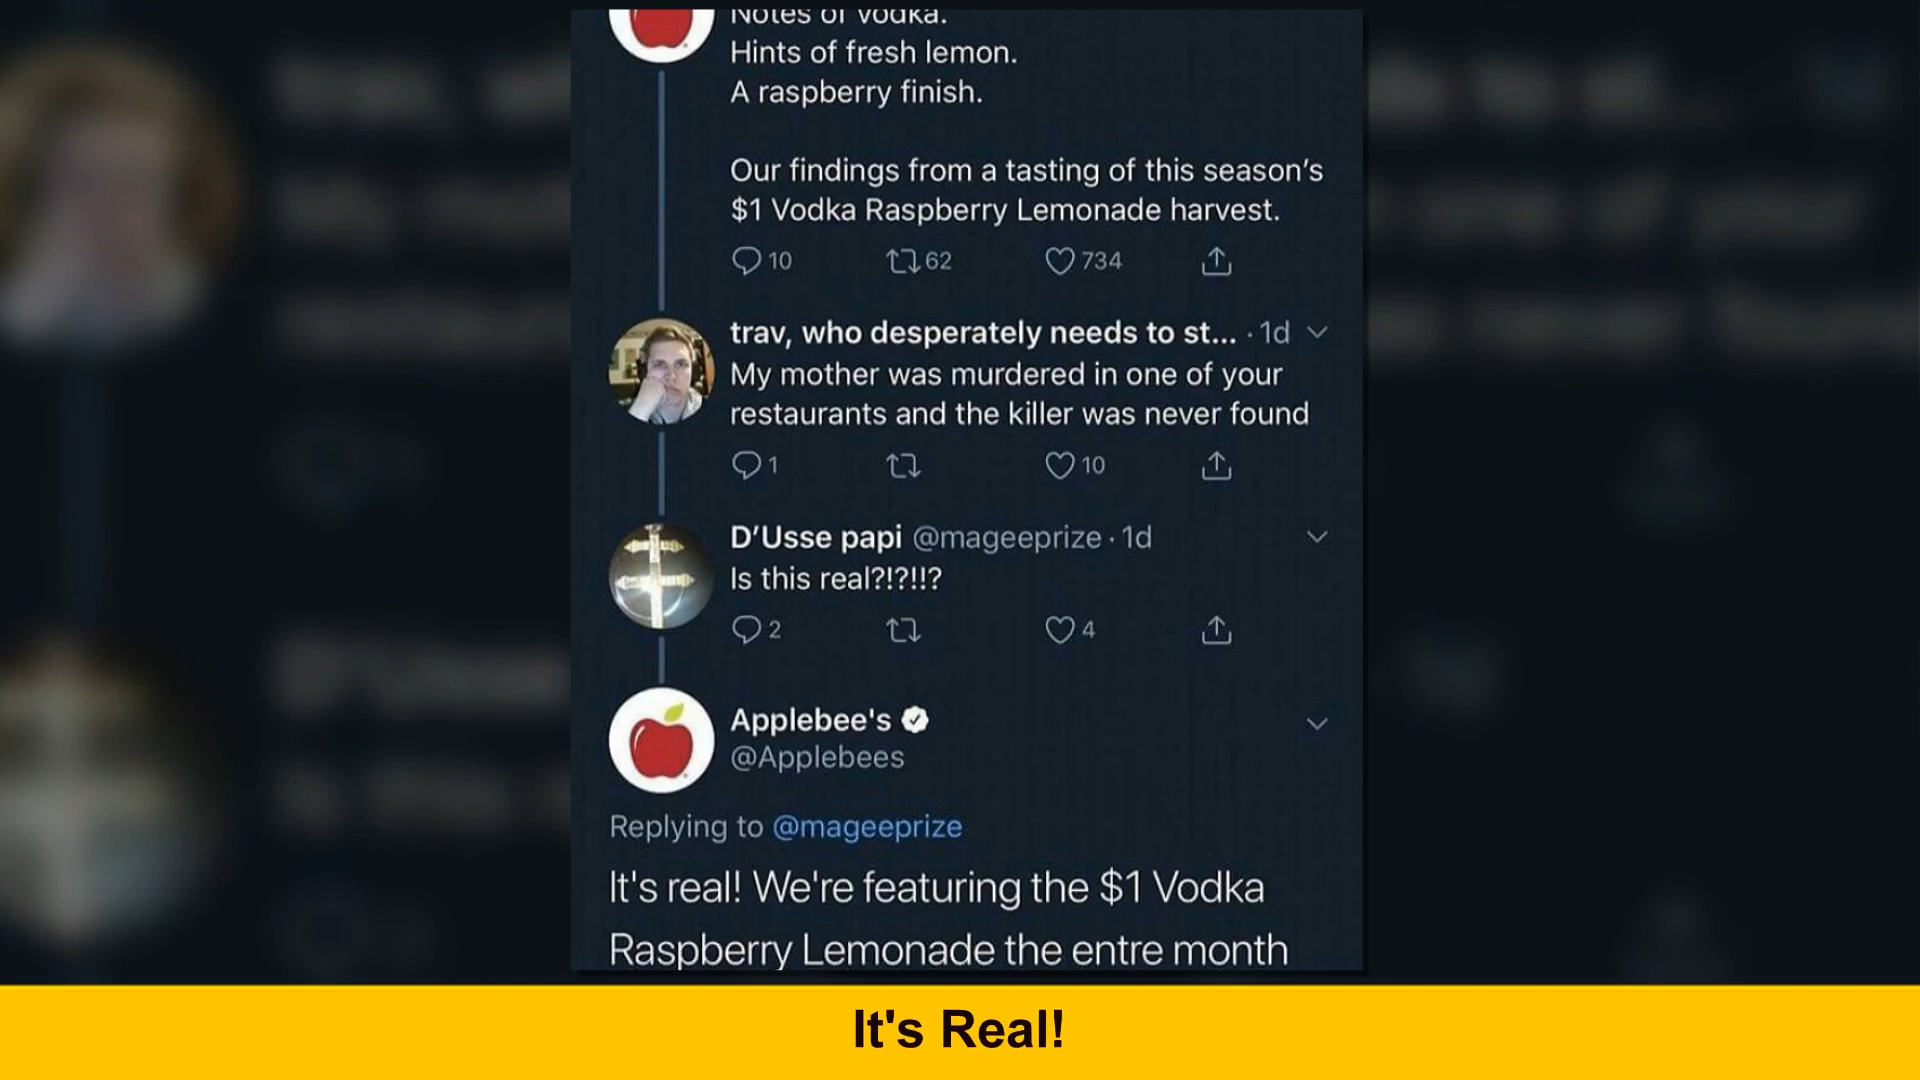 Notes of vodka.
Hints of fresh lemon.
A raspberry finish.
Our findings from a tasting of this season's
$1 Vodka Raspberry Lemonade harvest.
10 62 734
trav, who desperately needs to st... · 1d
My mother was murdered in one of your
restaurants and the killer was never found
1 10
D'Usse papi @mageeprize · 1d
Is this real?!?!!?
2 4
Applebee's
@Applebees
Replying to @mageeprize
It's real! We're featuring the $1 Vodka
Raspberry Lemonade the entre month
It's Real!